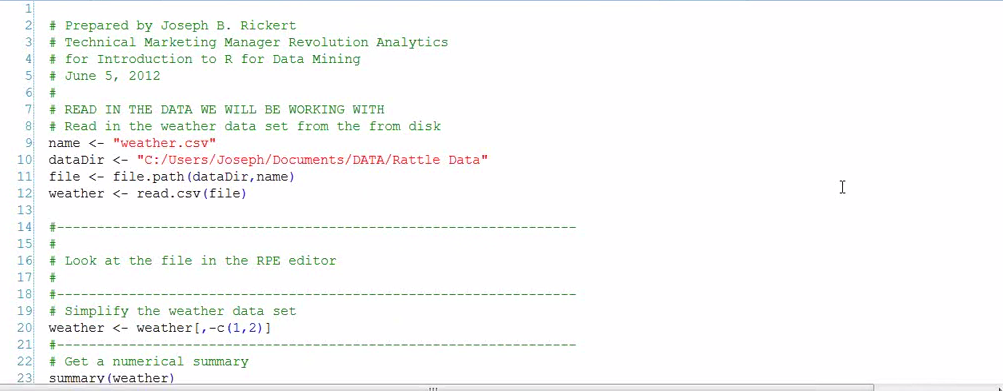 1
2 # Prepared by Joseph B. Rickert
3 # Technical Marketing Manager Revolution Analytics
4 # for Introduction to R for Data Mining
5 # June 5, 2012
6 #
7 # READ IN THE DATA WE WILL BE WORKING WITH
8 # Read in the weather data set from the from disk
9 name <- "weather.csv"
10 dataDir <- "C:/Users/Joseph/Documents/DATA/Rattle Data"
11 file <- file.path(dataDir,name)
12 weather <- read.csv(file)
13
14 #-----------------------------------------------------------------
15 #
16 # Look at the file in the RPE editor
17 #
18 #-----------------------------------------------------------------
19 # Simplify the weather data set
20 weather <- weather[,-c(1,2)]
21 #-----------------------------------------------------------------
22 # Get a numerical summary
23 summary(weather)